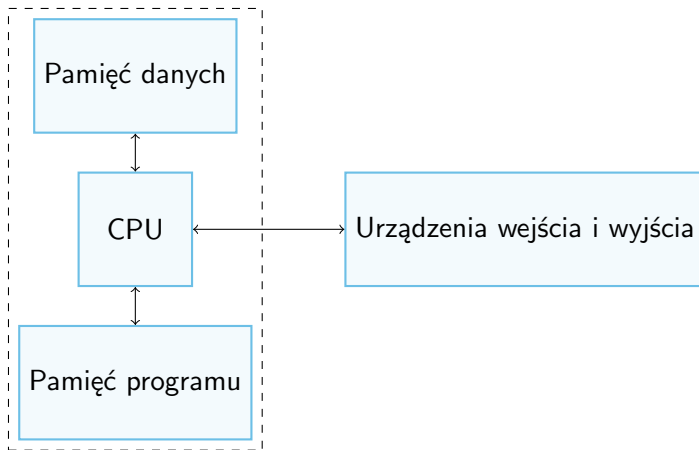 Pamięć danych
CPU
Urządzenia wejścia i wyjścia
Pamięć programu